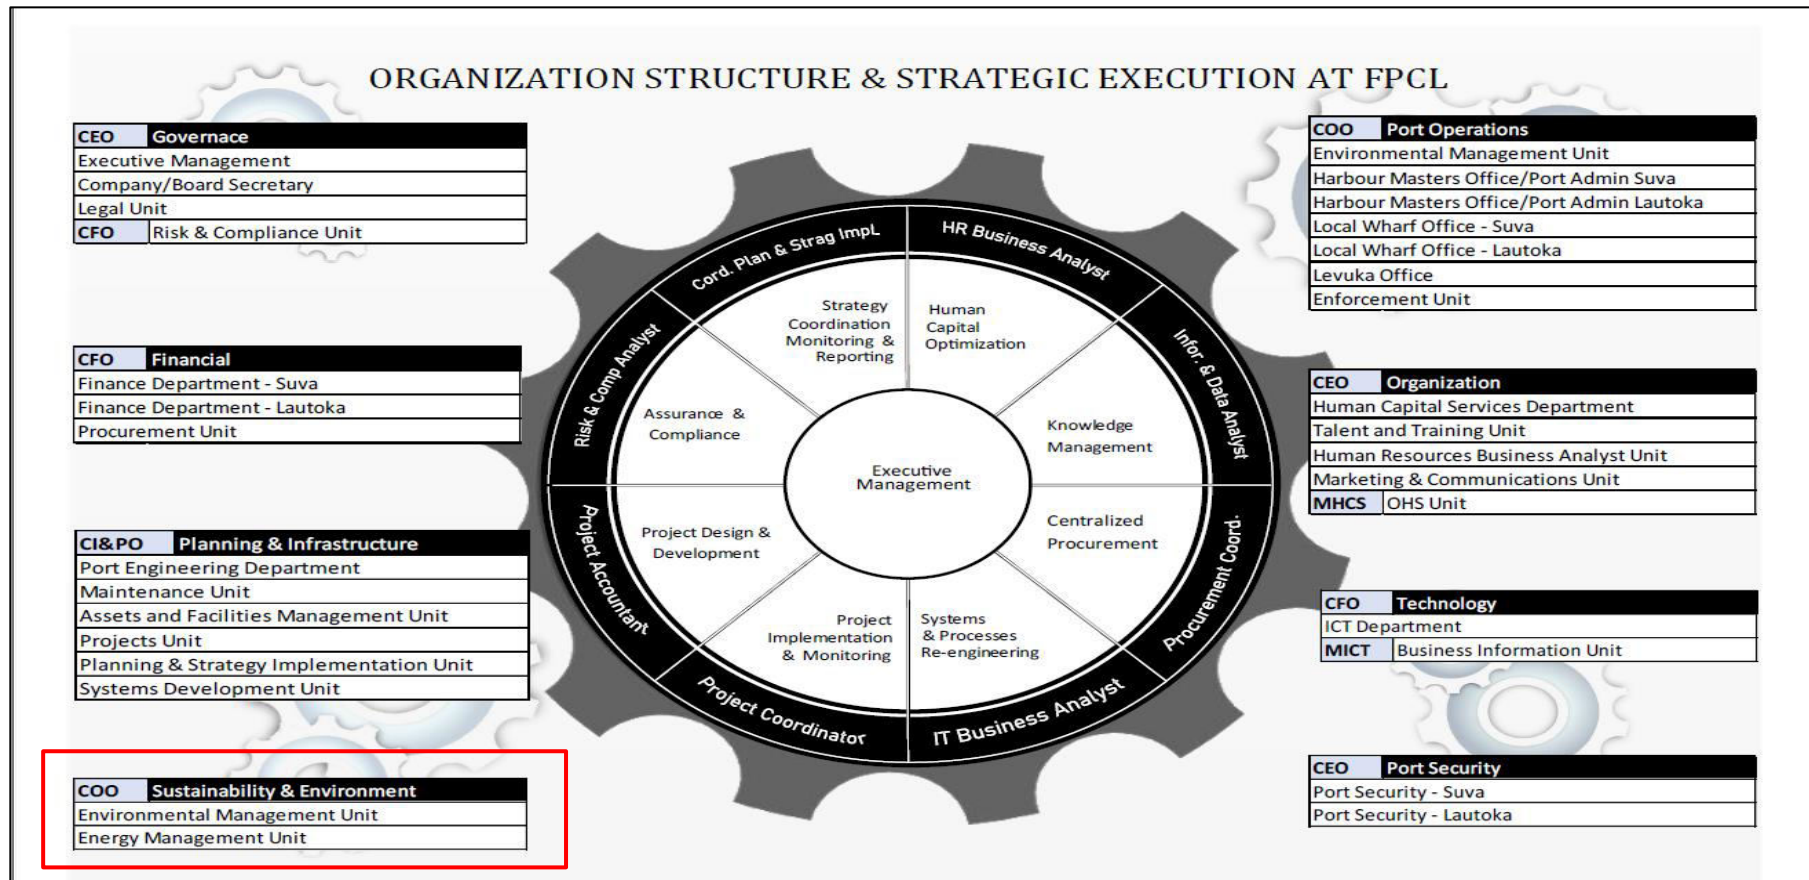 ORGANIZATION STRUCTURE & STRATEGIC EXECUTION AT FPCL
CEO Governace
Executive Management
Company/Board Secretary
Legal Unit
CFO Risk & Compliance Unit
CFO Financial
Finance Department - Suva
Finance Department - Lautoka
Procurement Unit
CI&PO Planning & Infrastructure
Port Engineering Department
Maintenance Unit
Assets and Facilities Management Unit
Projects Unit
Planning & Strategy Implementation Unit
Systems Development Unit
COO Sustainability & Environment
Environmental Management Unit
Energy Management Unit
Cord. Plan & Strag ImpL
HR Business Analyst
Infor. & Data Analyst
Procurement Coord.
IT Business Analyst
Project Coordinator
Project Accountant
Risk & Comp Analyst
Strategy
Coordination
Monitoring &
Reporting
Human
Capital
Optimization
Knowledge
Management
Centralized
Procurement
Systems
& Processes
Re-engineering
Project
Implementation
& Monitoring
Project Design &
Development
Assurance &
Compliance
Executive
Management
COO Port Operations
Environmental Management Unit
Harbour Masters Office/Port Admin Suva
Harbour Masters Office/Port Admin Lautoka
Local Wharf Office - Suva
Local Wharf Office - Lautoka
Levuka Office
Enforcement Unit
CEO Organization
Human Capital Services Department
Talent and Training Unit
Human Resources Business Analyst Unit
Marketing & Communications Unit
MHCS OHS Unit
CFO Technology
ICT Department
MICT Business Information Unit
CEO Port Security
Port Security - Suva
Port Security - Lautoka